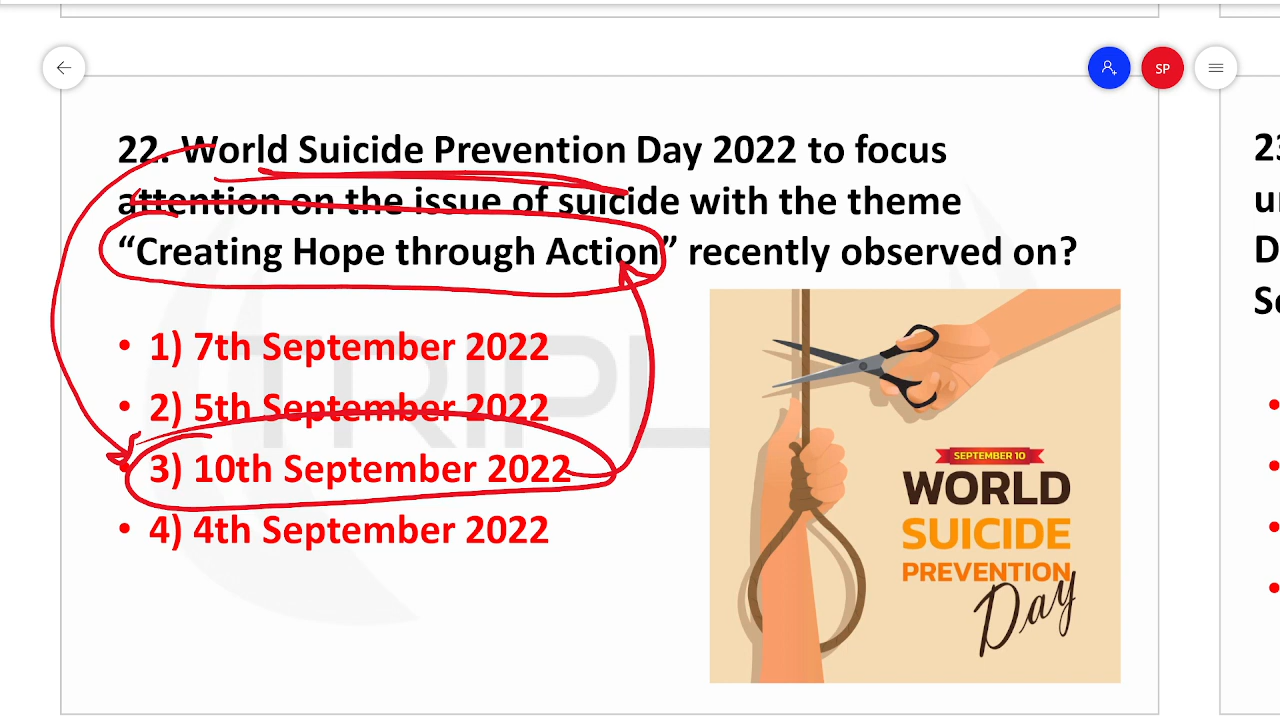 SP
22. World Suicide Prevention Day 2022 to focus
attention on the issue of suicide with the theme
“Creating Hope through Action” recently observed on?
• 1) 7th September 2022
• 2) 5th September 2022
• 3) 10th September 2022
• 4) 4th September 2022
SEPTEMBER 10
WORLD
SUICIDE
PREVENTION
Day
23